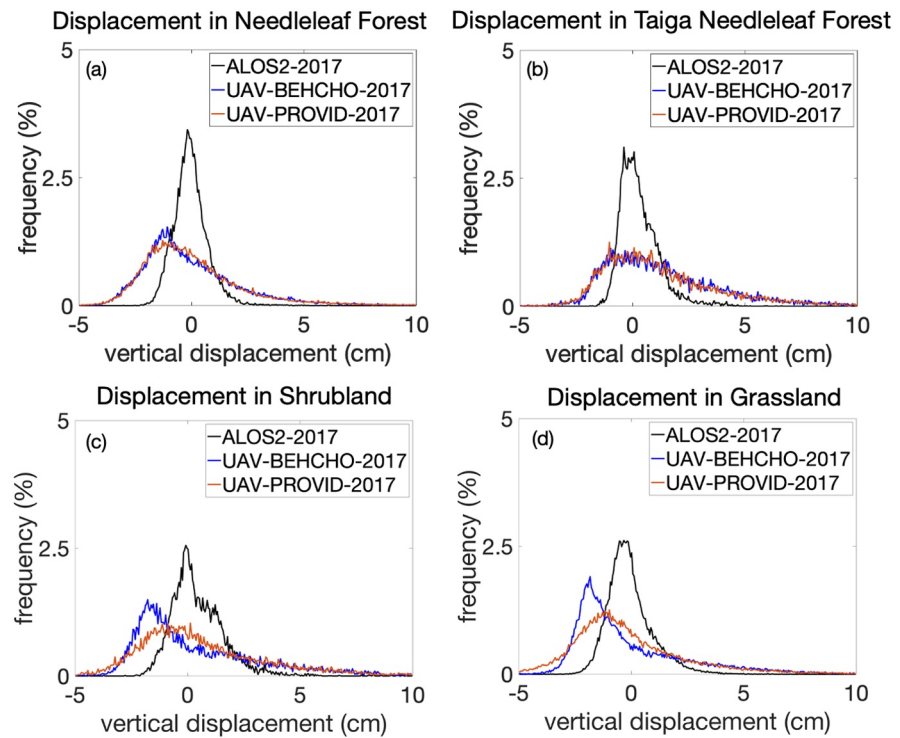 Displacement in Needleleaf Forest
(a)
ALOS2-2017
UAV-BEHCHO-2017
UAV-PROVID-2017
5
2.5
0
frequency (%)
-5 0 5 10
vertical displacement (cm)
Displacement in Taiga Needleleaf Forest
(b)
ALOS2-2017
UAV-BEHCHO-2017
UAV-PROVID-2017
5
2.5
0
frequency (%)
-5 0 5 10
vertical displacement (cm)
Displacement in Shrubland
(c)
ALOS2-2017
UAV-BEHCHO-2017
UAV-PROVID-2017
5
2.5
0
frequency (%)
-5 0 5 10
vertical displacement (cm)
Displacement in Grassland
(d)
ALOS2-2017
UAV-BEHCHO-2017
UAV-PROVID-2017
5
2.5
0
frequency (%)
-5 0 5 10
vertical displacement (cm)